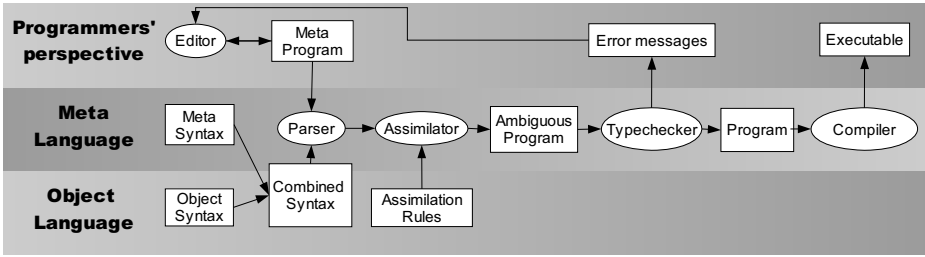 Programmers'
perspective
Editor
Meta
Program
Error messages
Executable
Meta
Language
Meta
Syntax
Parser
Assimilator
Ambiguous
Program
Typechecker
Program
Compiler
Object
Language
Object
Syntax
Combined
Syntax
Assimilation
Rules